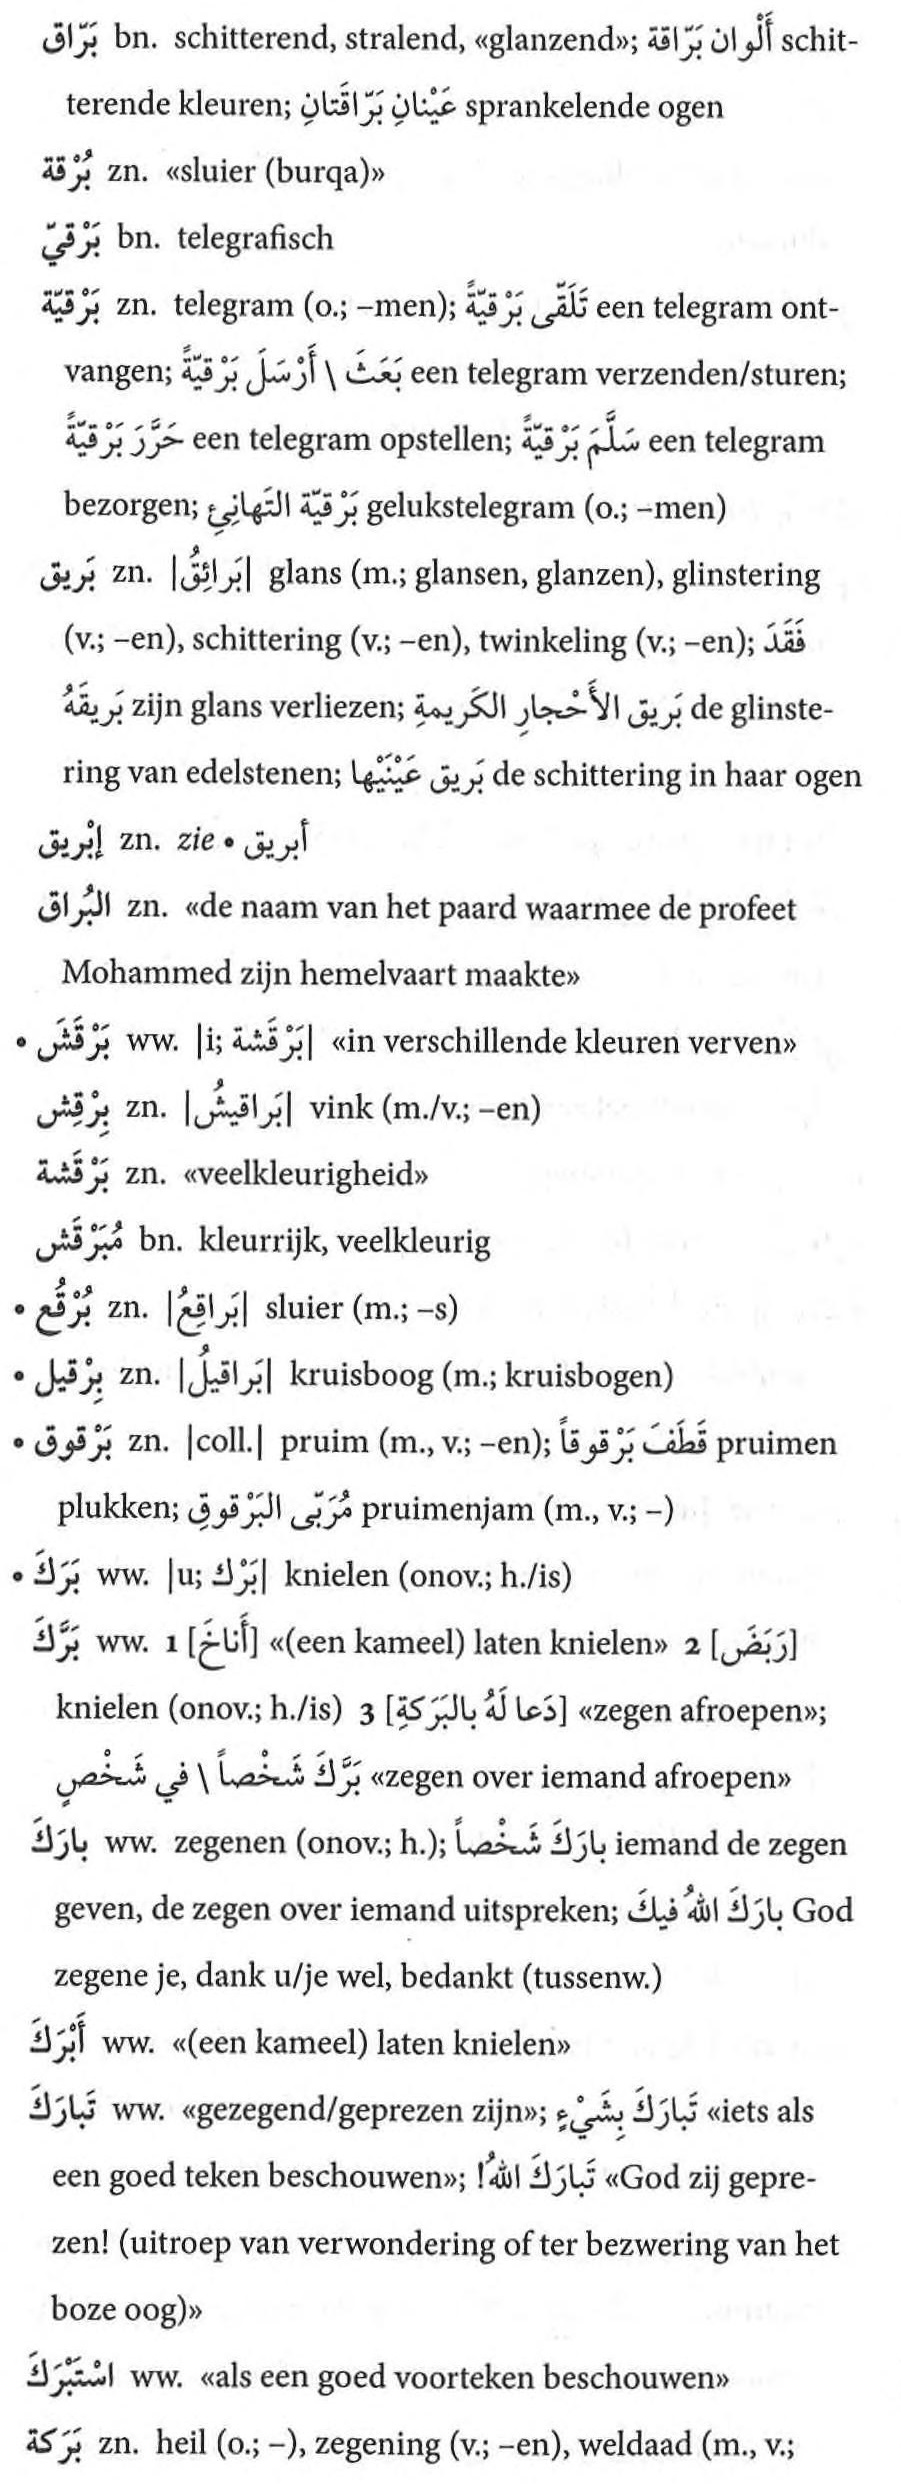 بَرّاق bn. schitterend, stralend, «glanzend»; أَلْوان بَرّاقة schit-
terende kleuren; عَيْنانِ بَرّاقَتانِ sprankelende ogen
بُرْقة zn. «sluier (burqa)»
بَرْقيّ bn. telegrafisch
بَرْقيّة zn. telegram (o.; –men); تَلَقّى بَرْقيّةً een telegram ont-
vangen; بَعَثَ \ أَرْسَلَ بَرْقيّةً een telegram verzenden/sturen;
حَرَّرَ بَرْقيّةً een telegram opstellen; سَلَّمَ بَرْقيّةً een telegram
bezorgen; بَرْقيّة التَهانِئِ gelukstelegram (o.; –men)
بَريق zn. |بَرائِقُ| glans (m.; glansen, glanzen), glinstering
(v.; –en), schittering (v.; –en), twinkeling (v.; –en); فَقَدَ
بَريقَهُ zijn glans verliezen; بَريق الأَحْجارِ الكَريمةِ de glinste-
ring van edelstenen; بَريق عَيْنَيْها de schittering in haar ogen
إبْريق zn. zie • أبريق
البُراق zn. «de naam van het paard waarmee de profeet
Mohammed zijn hemelvaart maakte»
• بَرْقَشَ ww. |i; بَرْقَشة| «in verschillende kleuren verven»
بِرْقِش zn. |بَراقيشُ| vink (m./v.; –en)
بَرْقَشة zn. «veelkleurigheid»
مُبَرْقَش bn. kleurrijk, veelkleurig
• بُرْقُع zn. |بَراقِعُ| sluier (m.; –s)
• بِرْقيل zn. |بَراقيلُ| kruisboog (m.; kruisbogen)
• بَرْقوق zn. |coll.| pruim (m., v.; –en); قَطَفَ بَرْقوقاً pruimen
plukken; مُرَبّى البَرْقوقِ pruimenjam (m., v.; –)
• بَرَكَ ww. |u; بَرْك| knielen (onov.; h./is)
بَرَّكَ ww. 1 [أَناخَ] «(een kameel) laten knielen» 2 [رَبَضَ]
knielen (onov.; h./is) 3 [دَعا لَهُ بالبَرَكةِ] «zegen afroepen»;
بَرَّكَ شَخْصاً \ في شَخْصٍ «zegen over iemand afroepen»
بارَكَ ww. zegenen (onov.; h.); بارَكَ شَخْصاً iemand de zegen
geven, de zegen over iemand uitspreken; بارَكَ اللهُ فيكَ God
zegene je, dank u/je wel, bedankt (tussenw.)
أَبْرَكَ ww. «(een kameel) laten knielen»
تَبارَكَ ww. «gezegend/geprezen zijn»; تَبارَكَ بِشَيْءٍ «iets als
een goed teken beschouwen»; تَبارَكَ اللهُ! «God zij gepre-
zen! (uitroep van verwondering of ter bezwering van het
boze oog)»
اسْتَبْرَكَ ww. «als een goed voorteken beschouwen»
بَرَكة zn. heil (o.; –), zegening (v.; –en), weldaad (m., v.;